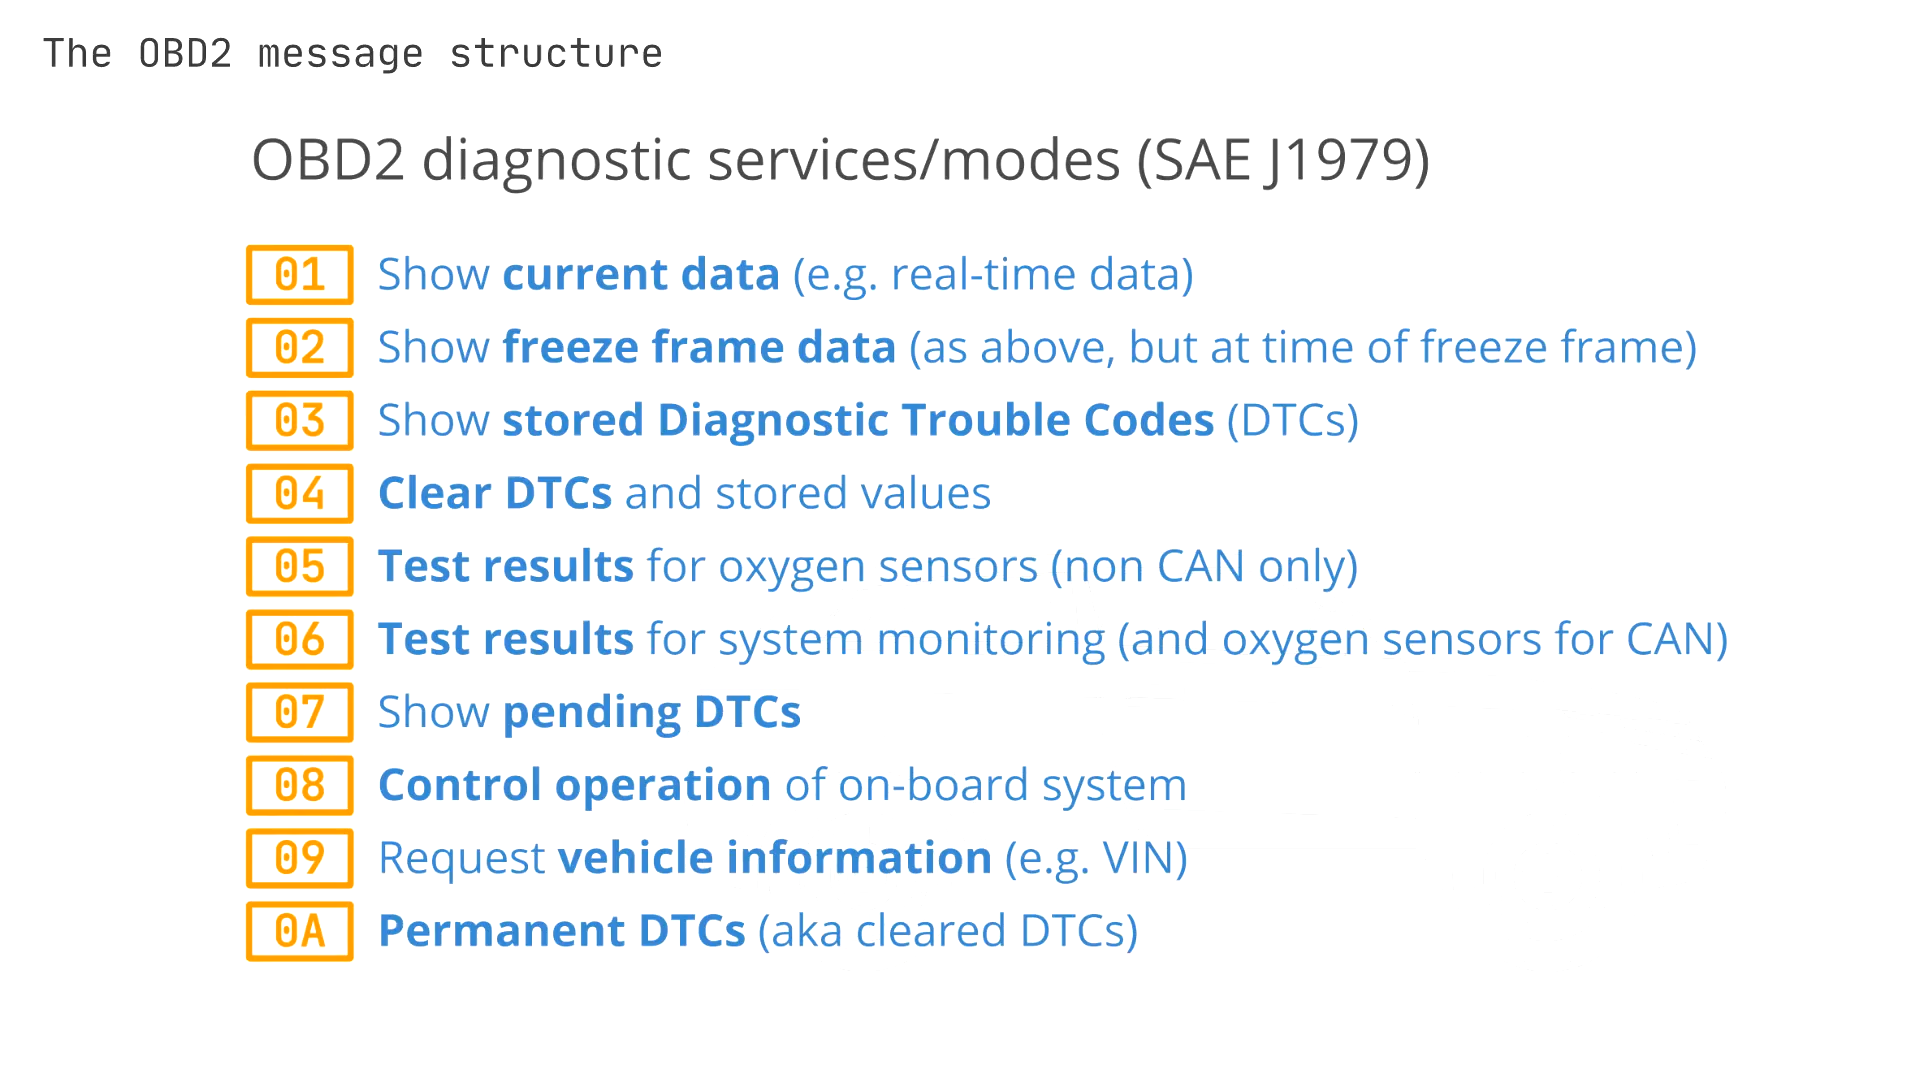 The OBD2 message structure
OBD2 diagnostic services/modes (SAE J1979)
01 Show current data (e.g. real-time data)
02 Show freeze frame data (as above, but at time of freeze frame)
03 Show stored Diagnostic Trouble Codes (DTCs)
04 Clear DTCs and stored values
05 Test results for oxygen sensors (non CAN only)
06 Test results for system monitoring (and oxygen sensors for CAN)
07 Show pending DTCs
08 Control operation of on-board system
09 Request vehicle information (e.g. VIN)
0A Permanent DTCs (aka cleared DTCs)